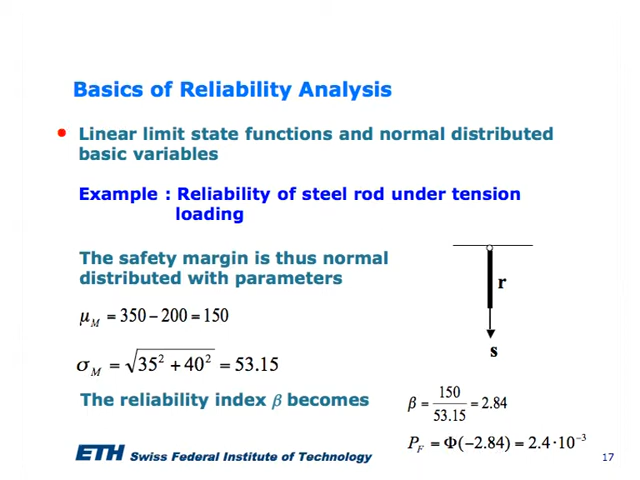 Basics of Reliability Analysis
• Linear limit state functions and normal distributed
basic variables
Example : Reliability of steel rod under tension
loading
The safety margin is thus normal
distributed with parameters
r
μ_M = 350 − 200 = 150
s
σ_M = √(35² + 40²) = 53.15
The reliability index β becomes
β = 150/53.15 = 2.84
P_F = Φ(−2.84) = 2.4·10⁻³
ETH Swiss Federal Institute of Technology
17